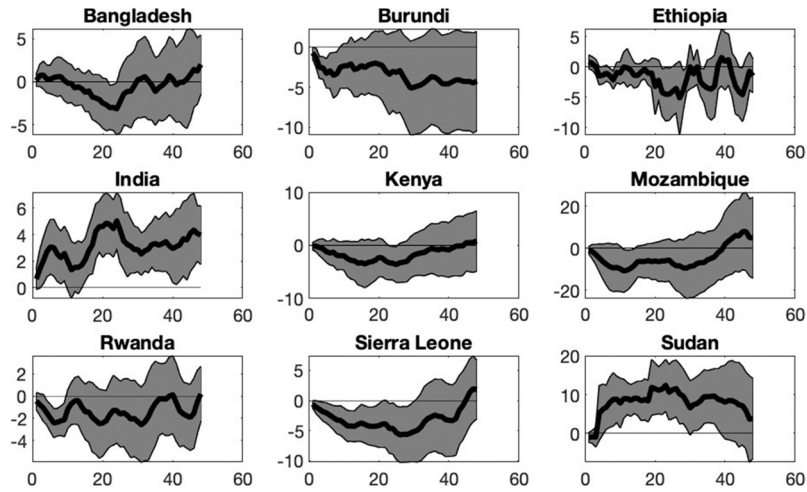 Bangladesh Burundi Ethiopia
5 0 5
0 -5 0
-5 -10 -5
-10
0 20 40 60 0 20 40 60 0 20 40 60
India Kenya Mozambique
6 10 20
4 0 0
2 -10 -20
0
0 20 40 60 0 20 40 60 0 20 40 60
Rwanda Sierra Leone Sudan
2 5 20
0 0 10
-2 -5 0
-4 -10
0 20 40 60 0 20 40 60 0 20 40 60